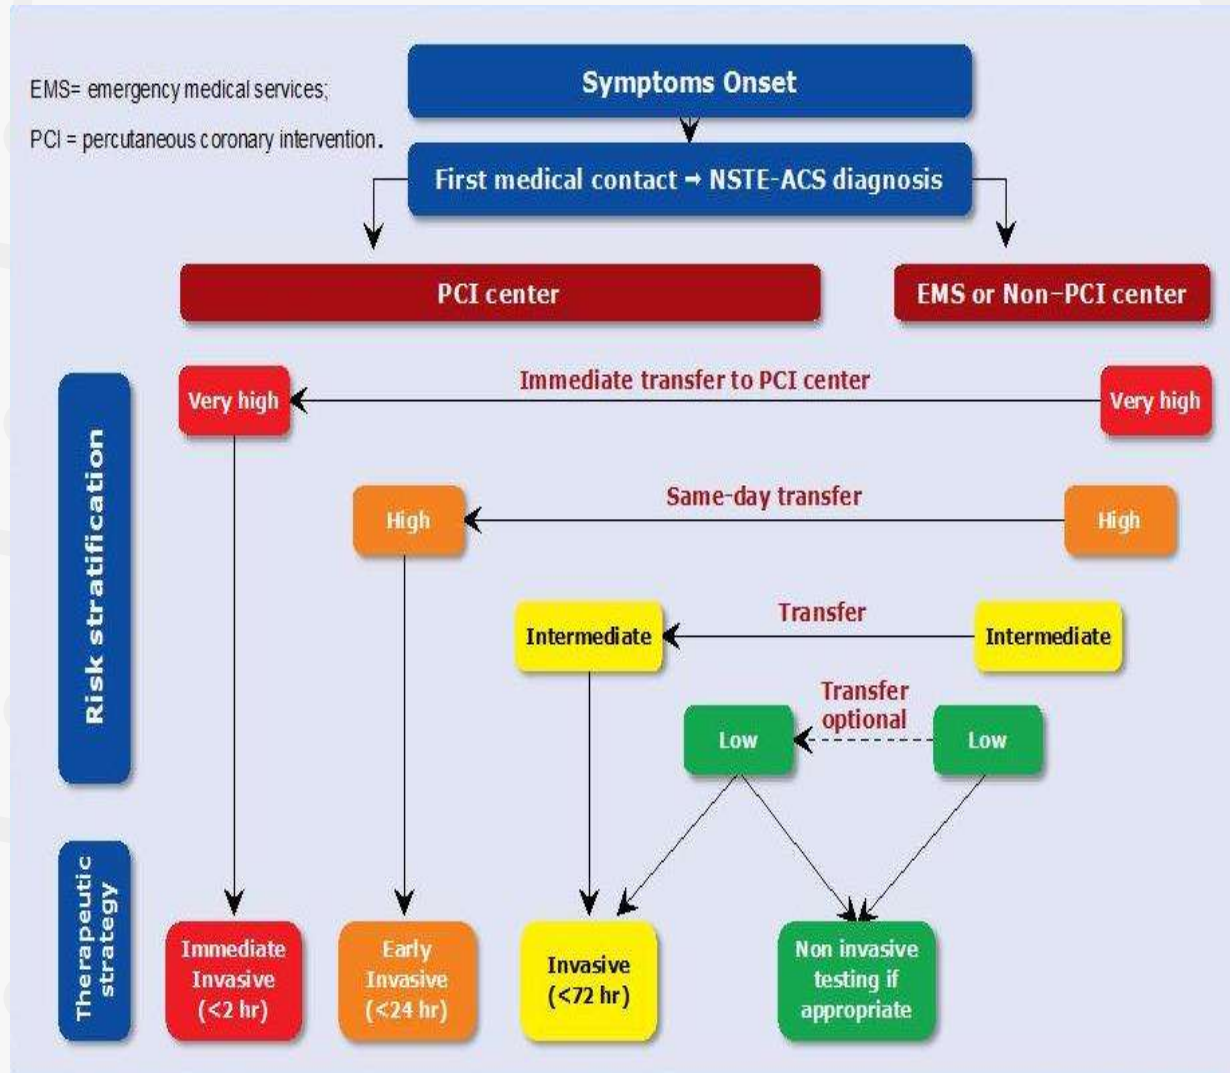 EMS= emergency medical services;
PCI = percutaneous coronary intervention.
Symptoms Onset
First medical contact → NSTE-ACS diagnosis
PCI center
EMS or Non-PCI center
Risk stratification
Very high
Immediate transfer to PCI center
Very high
High
Same-day transfer
High
Intermediate
Transfer
Intermediate
Low
Transfer
optional
Low
Therapeutic
strategy
Immediate
Invasive
(<2 hr)
Early
Invasive
(<24 hr)
Invasive
(<72 hr)
Non invasive
testing if
appropriate